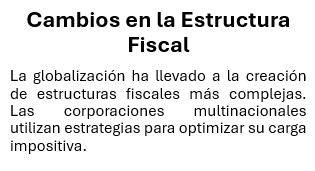 Cambios en la Estructura
Fiscal
La globalización ha llevado a la creación
de estructuras fiscales más complejas.
Las corporaciones multinacionales
utilizan estrategias para optimizar su carga
impositiva.